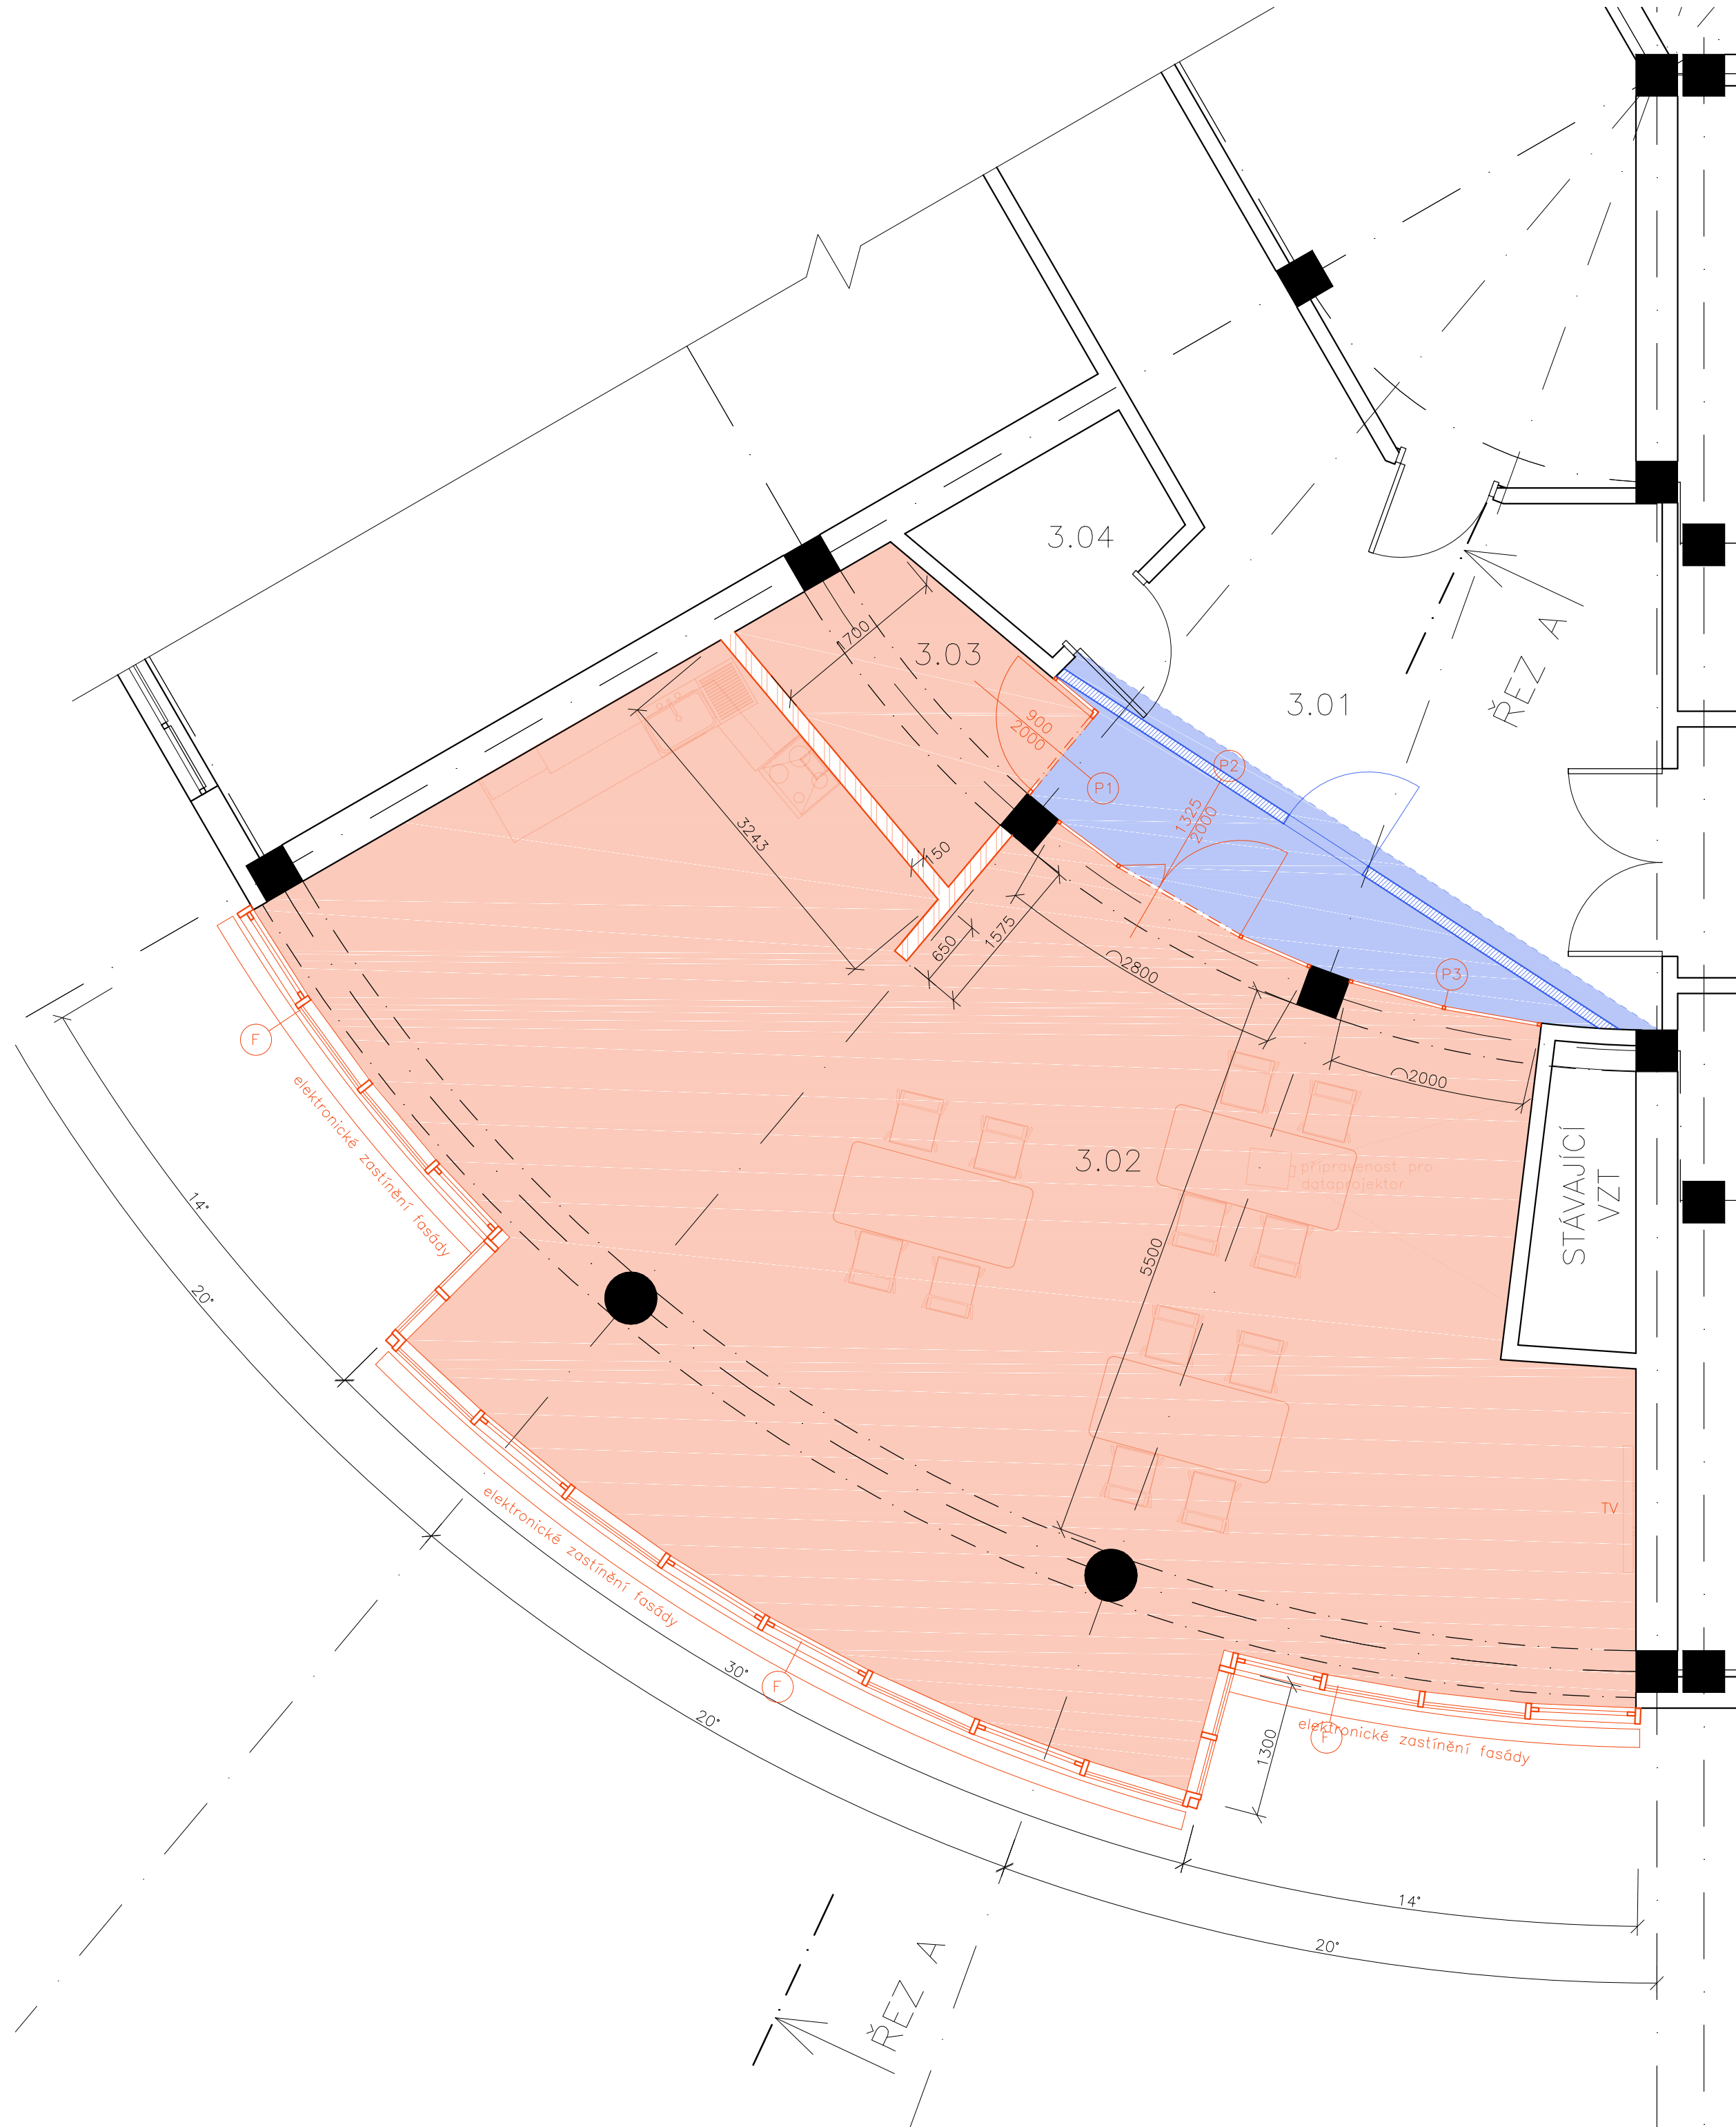 3.04
ŘEZ A
3.03
1700
3.01
900
2000
P2
P1
1325
2000
3243
150
650
1575
2800
P3
2000
F
elektronické zastínění fasády
3.02
připravenost pro
dataprojektor
STÁVAJÍCÍ
VZT
14°
20°
5500
TV
elektronické zastínění fasády
30°
F
20°
1300
elektronické zastínění fasády
F
14°
20°
ŘEZ A